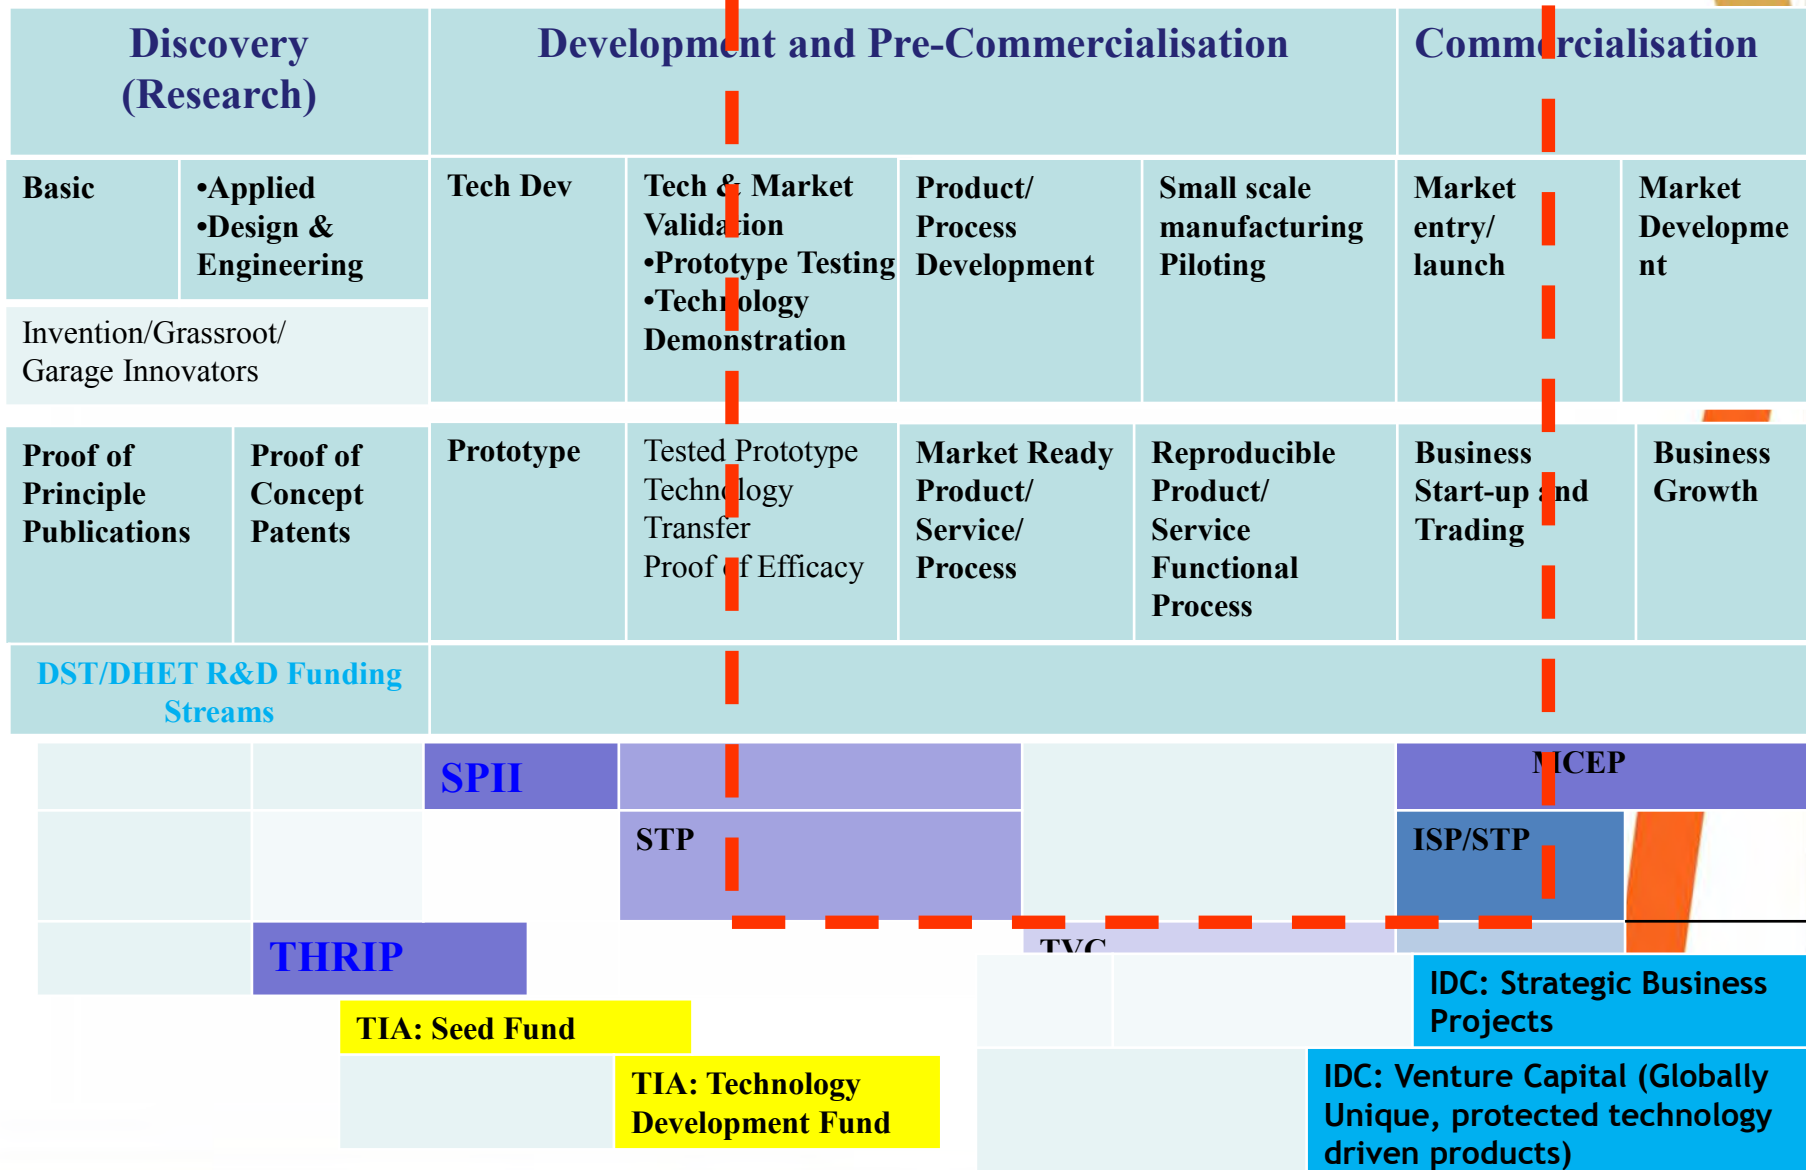 Discovery
(Research)
Development and Pre-Commercialisation
Commercialisation
Basic
•Applied
•Design &
Engineering
Tech Dev
Tech & Market
Validation
•Prototype Testing
•Technology
Demonstration
Product/
Process
Development
Small scale
manufacturing
Piloting
Market
entry/
launch
Market
Developme
nt
Invention/Grassroot/
Garage Innovators
Proof of
Principle
Publications
Proof of
Concept
Patents
Prototype
Tested Prototype
Technology
Transfer
Proof of Efficacy
Market Ready
Product/
Service/
Process
Reproducible
Product/
Service
Functional
Process
Business
Start-up and
Trading
Business
Growth
DST/DHET R&D Funding
Streams
SPII
MCEP
STP
ISP/STP
THRIP
TVC
TIA: Seed Fund
IDC: Strategic Business
Projects
TIA: Technology
Development Fund
IDC: Venture Capital (Globally
Unique, protected technology
driven products)